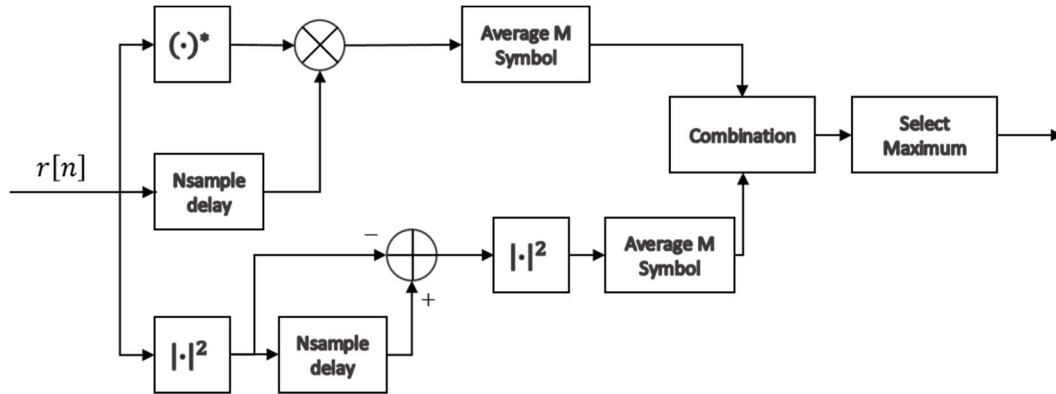 (·)*
Average M
Symbol
r[n]
Nsample
delay
Combination
Select
Maximum
−
+
|·|²
Average M
Symbol
|·|²
Nsample
delay